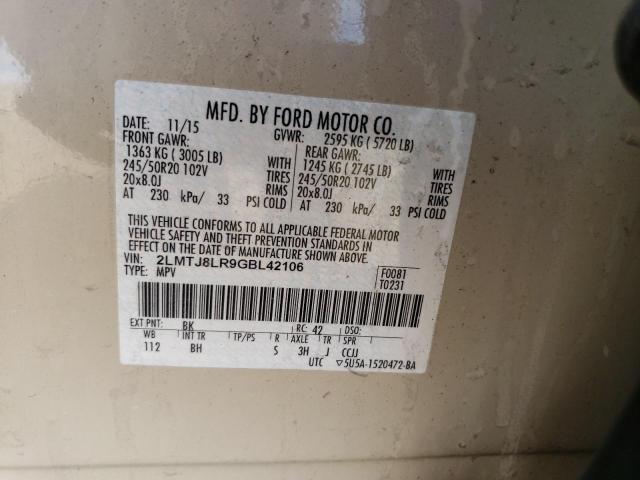 MFD. BY FORD MOTOR CO.
DATE: 11/15 GVWR: 2595 KG ( 5720 LB)
FRONT GAWR: REAR GAWR:
1363 KG ( 3005 LB) WITH 1245 KG ( 2745 LB) WITH
245/50R20 102V TIRES 245/50R20 102V TIRES
20x8.0J RIMS 20x8.0J RIMS
AT 230 kPa/ 33 PSI COLD AT 230 kPa/ 33 PSI COLD
THIS VEHICLE CONFORMS TO ALL APPLICABLE FEDERAL MOTOR
VEHICLE SAFETY AND THEFT PREVENTION STANDARDS IN
EFFECT ON THE DATE OF MANUFACTURE SHOWN ABOVE.
VIN: 2LMTJ8LR9GBL42106 F0081
TYPE: MPV T0231
EXT PNT: BK RC: 42 DSO:
WB INT TR TP/PS R AXLE TR SPR
112 BH S 3H J CCJJ
UTC ▽5U5A-1520472-BA